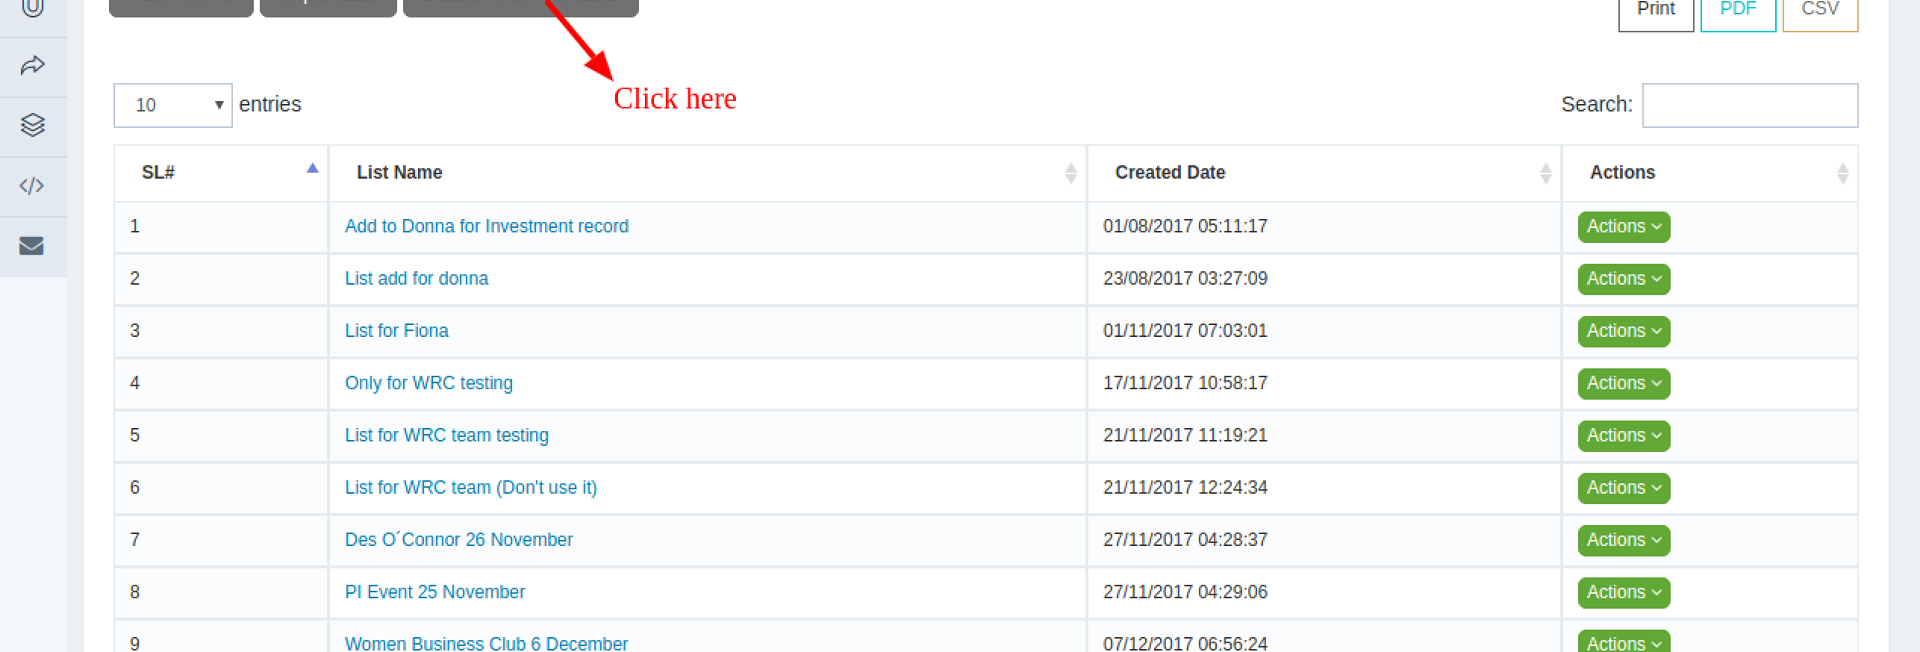 Print PDF CSV
10 entries Click here Search:
SL# List Name Created Date Actions
1 Add to Donna for Investment record 01/08/2017 05:11:17 Actions
2 List add for donna 23/08/2017 03:27:09 Actions
3 List for Fiona 01/11/2017 07:03:01 Actions
4 Only for WRC testing 17/11/2017 10:58:17 Actions
5 List for WRC team testing 21/11/2017 11:19:21 Actions
6 List for WRC team (Don't use it) 21/11/2017 12:24:34 Actions
7 Des O´Connor 26 November 27/11/2017 04:28:37 Actions
8 PI Event 25 November 27/11/2017 04:29:06 Actions
9 Women Business Club 6 December 07/12/2017 06:56:24 Actions